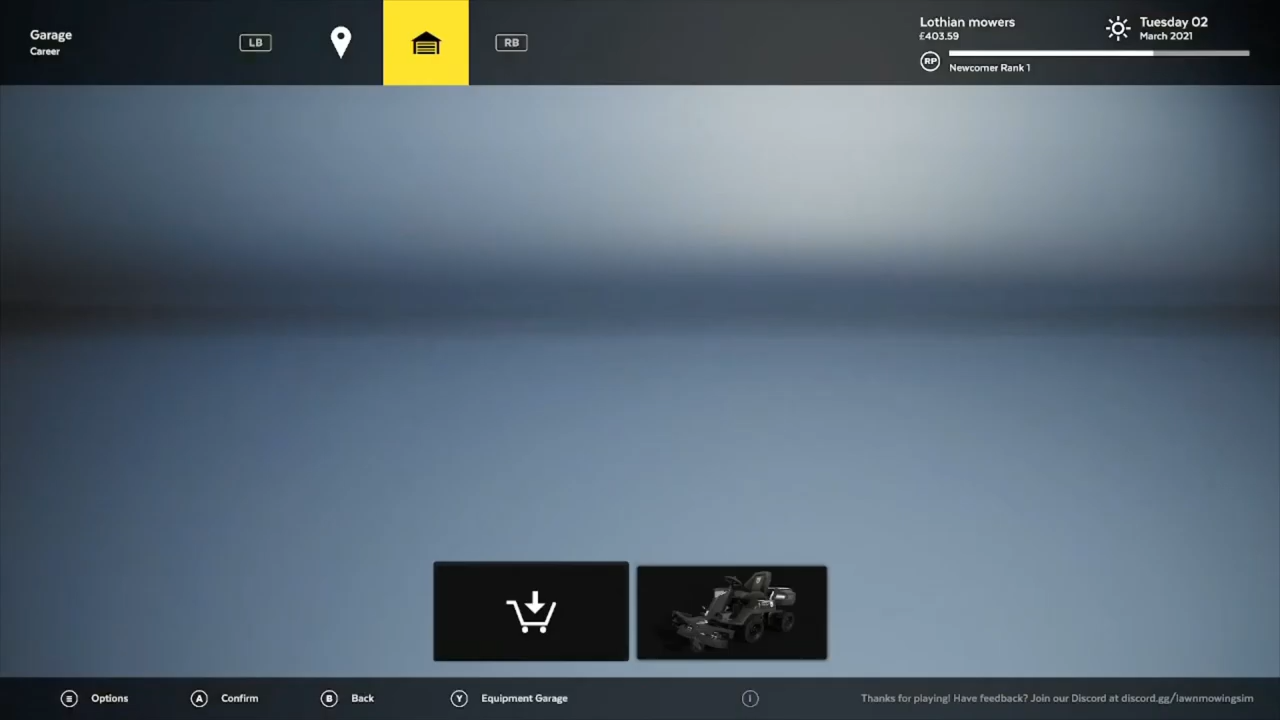 Garage
Career
LB
RB
Lothian mowers
£403.59
Tuesday 02
March 2021
RP
Newcomer Rank 1
Options
A Confirm
B Back
Y Equipment Garage
i
Thanks for playing! Have feedback? Join our Discord at discord.gg/lawnmowingsim